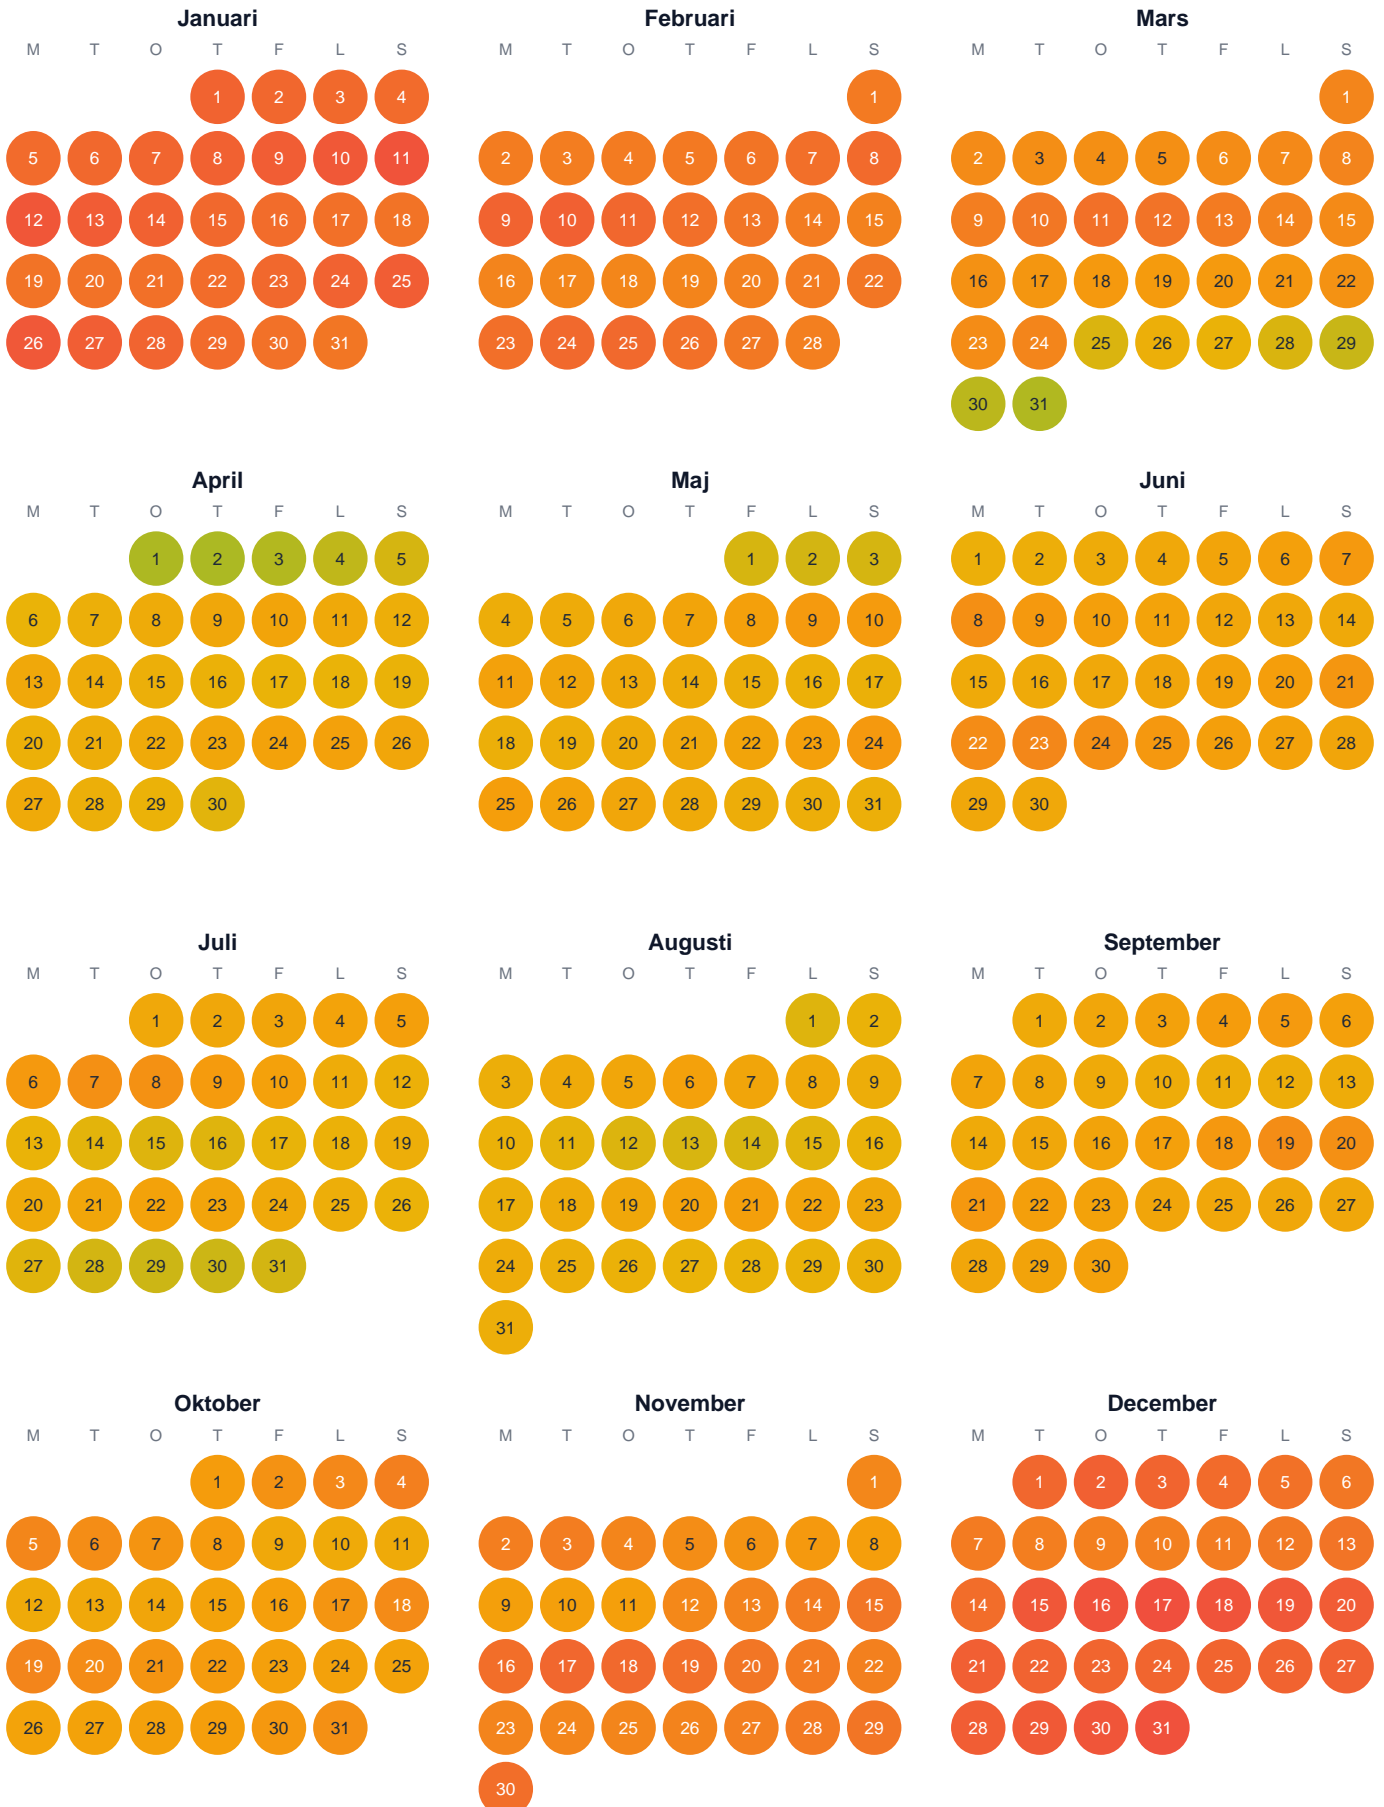 Januari Februari Mars
M T O T F L S M T O T F L S M T O T F L S
1 2 3 4 1 1
5 6 7 8 9 10 11 2 3 4 5 6 7 8 2 3 4 5 6 7 8
12 13 14 15 16 17 18 9 10 11 12 13 14 15 9 10 11 12 13 14 15
19 20 21 22 23 24 25 16 17 18 19 20 21 22 16 17 18 19 20 21 22
26 27 28 29 30 31 23 24 25 26 27 28 23 24 25 26 27 28 29
30 31
April Maj Juni
M T O T F L S M T O T F L S M T O T F L S
1 2 3 4 5 1 2 3 1 2 3 4 5 6 7
6 7 8 9 10 11 12 4 5 6 7 8 9 10 8 9 10 11 12 13 14
13 14 15 16 17 18 19 11 12 13 14 15 16 17 15 16 17 18 19 20 21
20 21 22 23 24 25 26 18 19 20 21 22 23 24 22 23 24 25 26 27 28
27 28 29 30 25 26 27 28 29 30 31 29 30
Juli Augusti September
M T O T F L S M T O T F L S M T O T F L S
1 2 3 4 5 1 2 1 2 3 4 5 6
6 7 8 9 10 11 12 3 4 5 6 7 8 9 7 8 9 10 11 12 13
13 14 15 16 17 18 19 10 11 12 13 14 15 16 14 15 16 17 18 19 20
20 21 22 23 24 25 26 17 18 19 20 21 22 23 21 22 23 24 25 26 27
27 28 29 30 31 24 25 26 27 28 29 30 28 29 30
31
Oktober November December
M T O T F L S M T O T F L S M T O T F L S
1 2 3 4 1 1 2 3 4 5 6
5 6 7 8 9 10 11 2 3 4 5 6 7 8 7 8 9 10 11 12 13
12 13 14 15 16 17 18 9 10 11 12 13 14 15 14 15 16 17 18 19 20
19 20 21 22 23 24 25 16 17 18 19 20 21 22 21 22 23 24 25 26 27
26 27 28 29 30 31 23 24 25 26 27 28 29 28 29 30 31
30